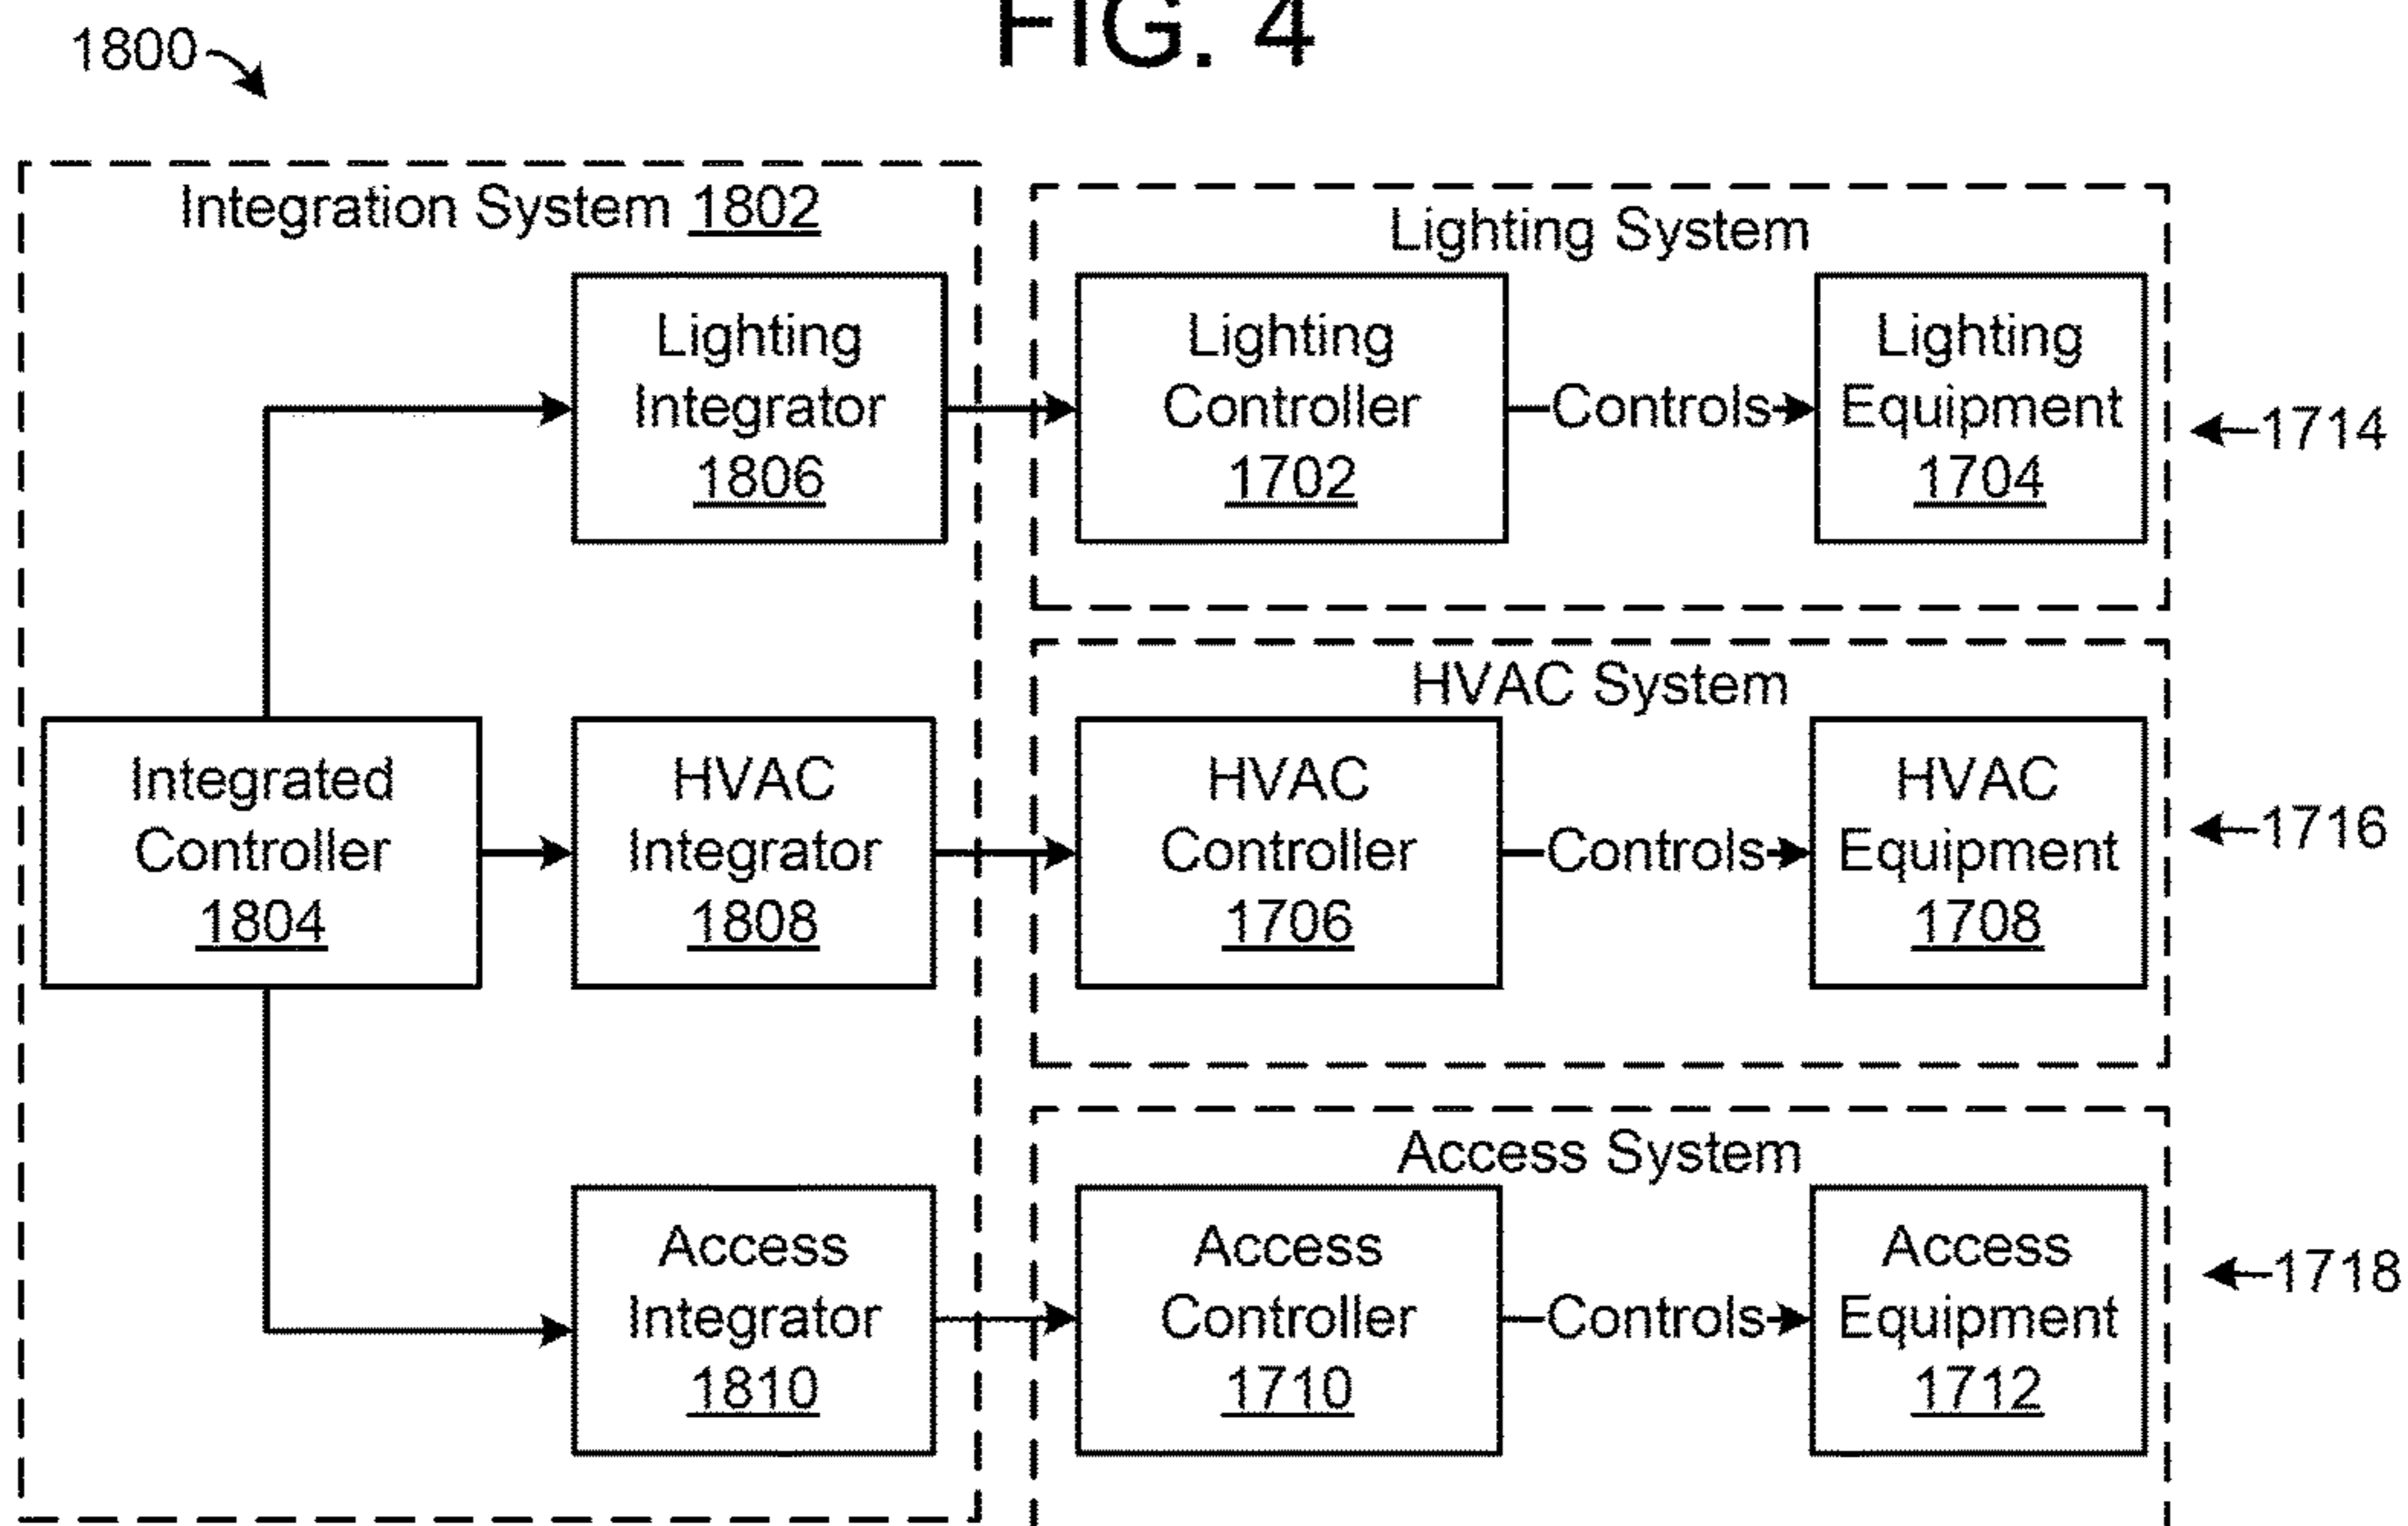 FIG. 4
1800
Integration System 1802
Lighting System
Lighting
Integrator
1806
Lighting
Controller
1702
Controls
Lighting
Equipment
1704
1714
HVAC System
Integrated
Controller
1804
HVAC
Integrator
1808
HVAC
Controller
1706
Controls
HVAC
Equipment
1708
1716
Access System
Access
Integrator
1810
Access
Controller
1710
Controls
Access
Equipment
1712
1718